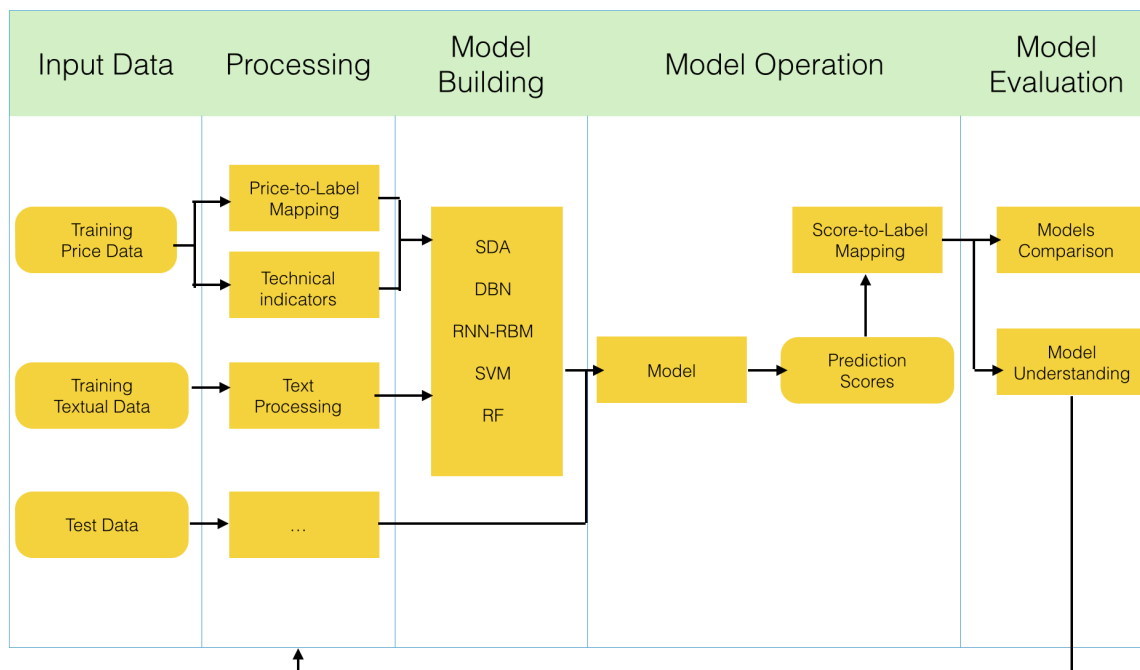 Input Data
Processing
Model
Building
Model Operation
Model
Evaluation
Training
Price Data
Price-to-Label
Mapping
Technical
indicators
Training
Textual Data
Text
Processing
Test Data
...
SDA
DBN
RNN-RBM
SVM
RF
Model
Prediction
Scores
Score-to-Label
Mapping
Models
Comparison
Model
Understanding